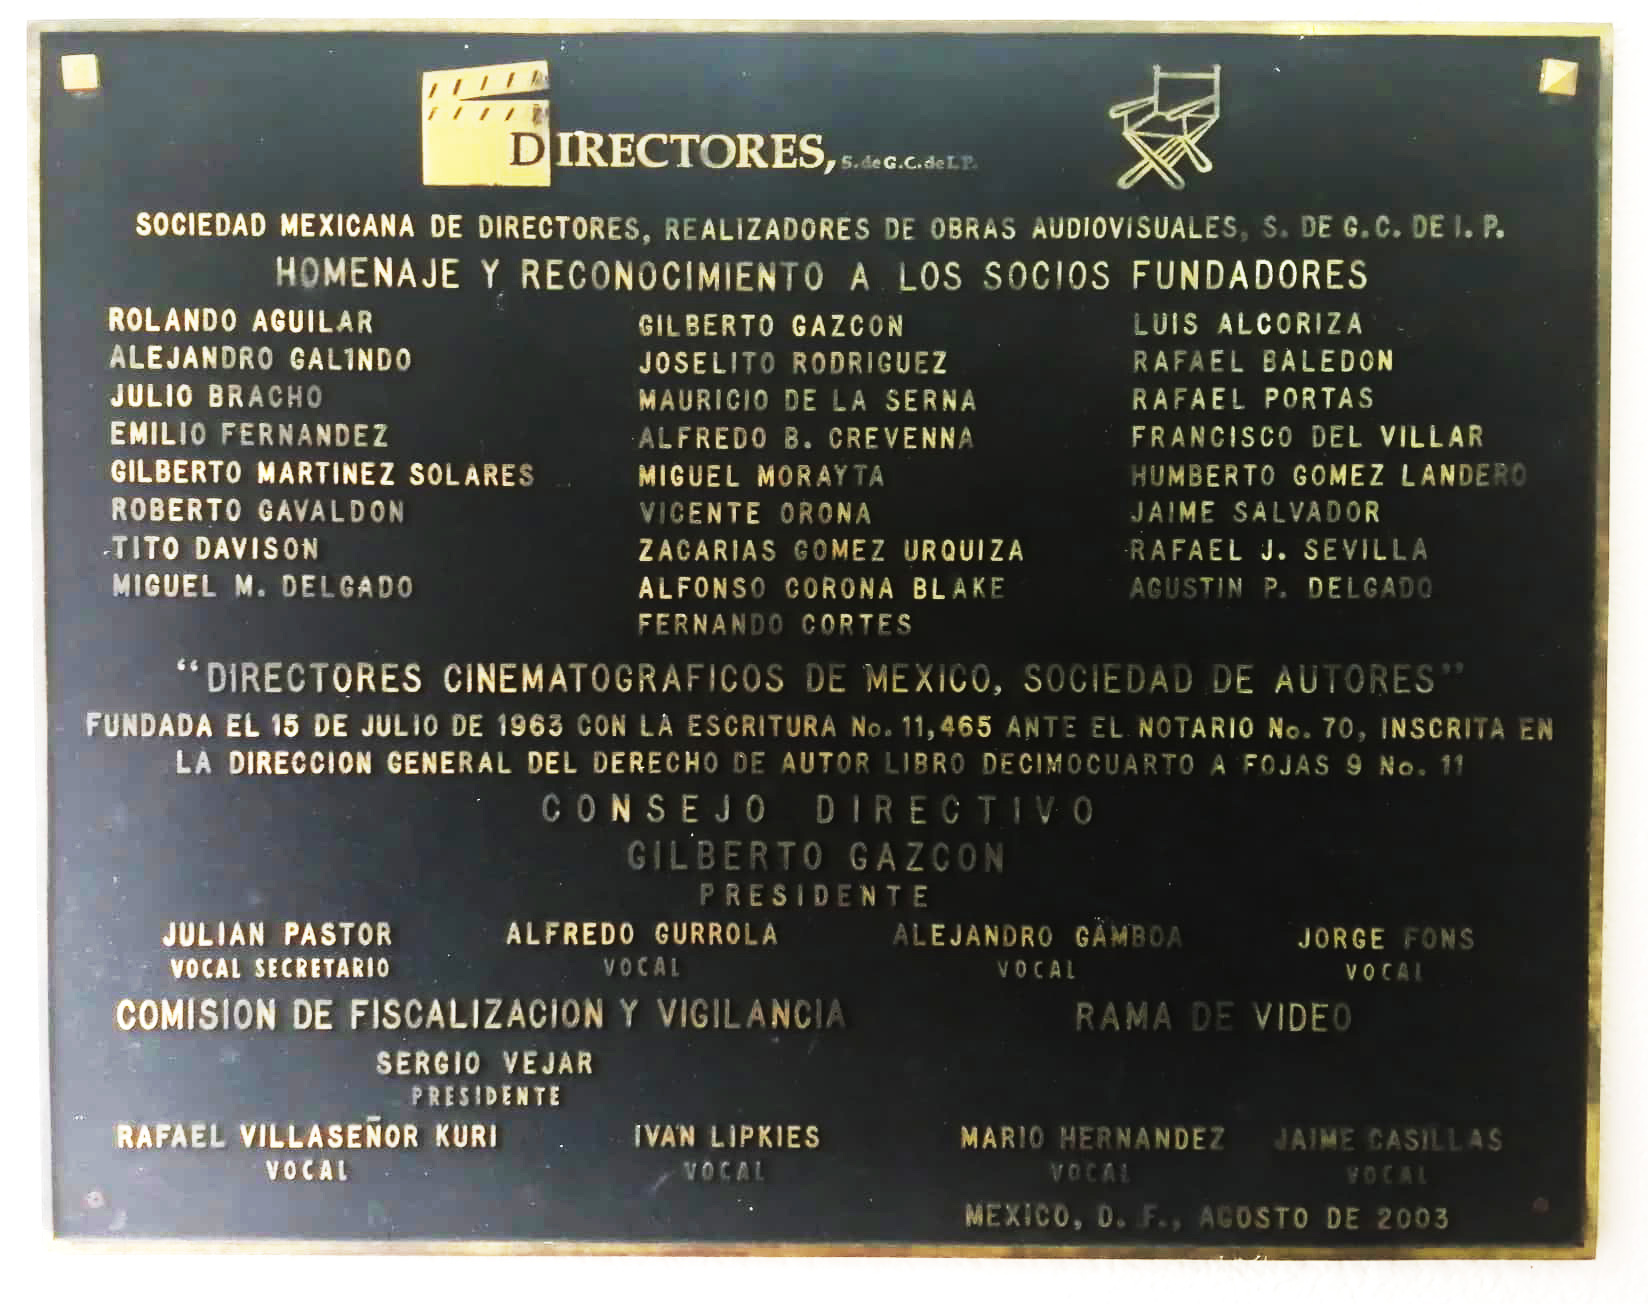 DIRECTORES, S. de G.C. de I.P.
SOCIEDAD MEXICANA DE DIRECTORES, REALIZADORES DE OBRAS AUDIOVISUALES, S. DE G.C. DE I. P.
HOMENAJE Y RECONOCIMIENTO A LOS SOCIOS FUNDADORES
ROLANDO AGUILAR GILBERTO GAZCON LUIS ALCORIZA
ALEJANDRO GALINDO JOSELITO RODRIGUEZ RAFAEL BALEDON
JULIO BRACHO MAURICIO DE LA SERNA RAFAEL PORTAS
EMILIO FERNANDEZ ALFREDO B. CREVENNA FRANCISCO DEL VILLAR
GILBERTO MARTINEZ SOLARES MIGUEL MORAYTA HUMBERTO GOMEZ LANDERO
ROBERTO GAVALDON VICENTE ORONA JAIME SALVADOR
TITO DAVISON ZACARIAS GOMEZ URQUIZA RAFAEL J. SEVILLA
MIGUEL M. DELGADO ALFONSO CORONA BLAKE AGUSTIN P. DELGADO
FERNANDO CORTES
“DIRECTORES CINEMATOGRAFICOS DE MEXICO, SOCIEDAD DE AUTORES”
FUNDADA EL 15 DE JULIO DE 1963 CON LA ESCRITURA No. 11,465 ANTE EL NOTARIO No. 70, INSCRITA EN
LA DIRECCION GENERAL DEL DERECHO DE AUTOR LIBRO DECIMOCUARTO A FOJAS 9 No. 11
CONSEJO DIRECTIVO
GILBERTO GAZCON
PRESIDENTE
JULIAN PASTOR ALFREDO GURROLA ALEJANDRO GAMBOA JORGE FONS
VOCAL SECRETARIO VOCAL VOCAL VOCAL
COMISION DE FISCALIZACION Y VIGILANCIA RAMA DE VIDEO
SERGIO VEJAR
PRESIDENTE
RAFAEL VILLASEÑOR KURI IVAN LIPKIES MARIO HERNANDEZ JAIME CASILLAS
VOCAL VOCAL VOCAL VOCAL
MEXICO, D. F., AGOSTO DE 2003